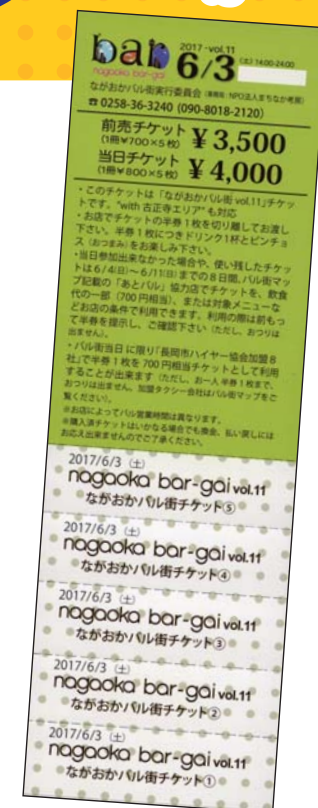 bar 2017・vol.11
nagaoka bar-gai 6/3 (土) 14:00-24:00
ながおかバル街実行委員会 (事務局：NPO法人まちなか考房)
☎ 0258-36-3240 (090-8018-2120)
前売チケット ¥3,500
(1冊¥700×5枚)
当日チケット ¥4,000
(1冊¥800×5枚)
・このチケットは「ながおかバル街 vol.11」チケッ
トです。"with 古正寺エリア" も対応
・お店でチケットの半券1枚を切り離してお渡し
下さい。半券1枚につきドリンク1杯とピンチョ
ス（おつまみ）をお楽しみ下さい。
・当日参加出来なかった場合や、使い残したチケッ
トは 6/4(日)〜6/11(日) までの8日間、バル街マッ
プ記載の「あとバル」協力店でチケットを、飲食
代の一部（700円相当）、または対象メニューな
どお店の条件で利用できます。利用の際は前もっ
て半券を提示し、ご確認下さい（ただし、おつりは
出ません）。
・バル街当日に限り「長岡市ハイヤー協会加盟8
社」で半券1枚を700円相当チケットとして利用
することが出来ます（ただし、お一人半券1枚まで、
おつりは出ません、加盟タクシー会社はバル街マップをご
覧ください）。
※お店によってバル営業時間は異なります。
※購入済チケットはいかなる場合でも換金、払い戻しには
お応え出来ませんのでご了承ください。
2017/6/3（土）
nagaoka bar-gai vol.11
ながおかバル街チケット⑤
2017/6/3（土）
nagaoka bar-gai vol.11
ながおかバル街チケット④
2017/6/3（土）
nagaoka bar-gai vol.11
ながおかバル街チケット③
2017/6/3（土）
nagaoka bar-gai vol.11
ながおかバル街チケット②
2017/6/3（土）
nagaoka bar-gai vol.11
ながおかバル街チケット①